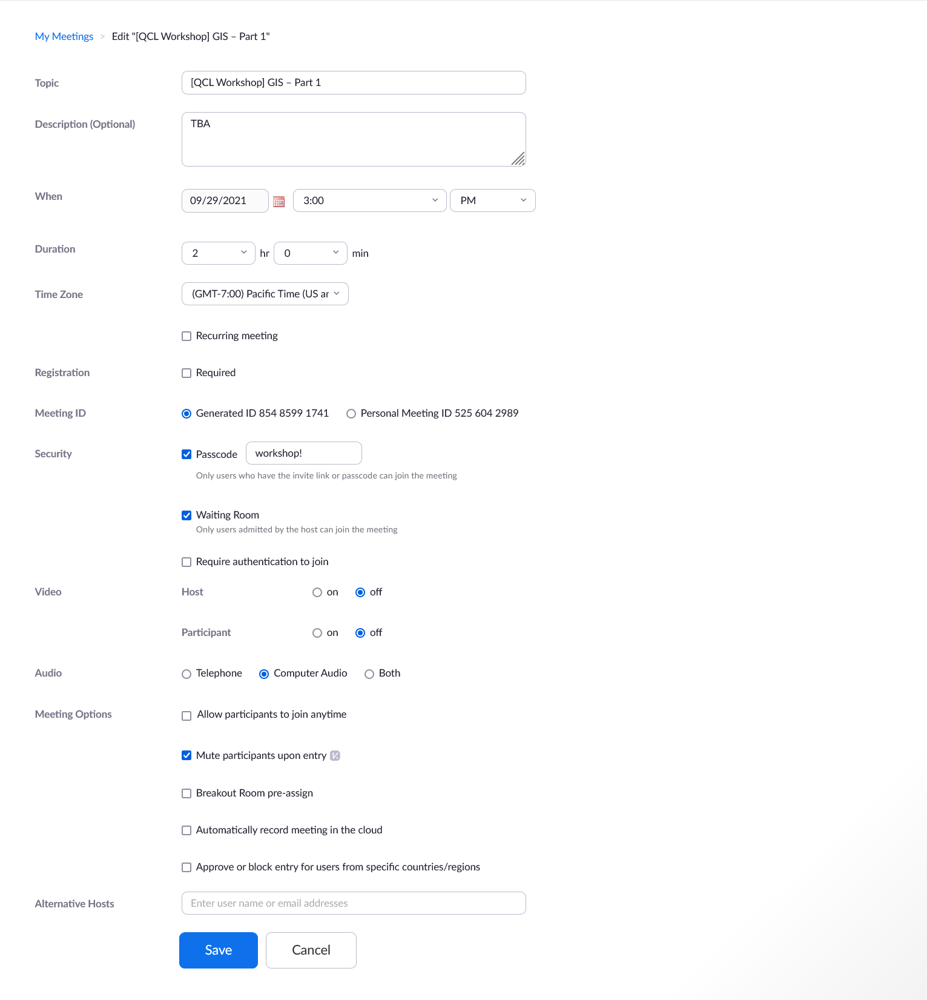 My Meetings > Edit "[QCL Workshop] GIS – Part 1"
Topic
[QCL Workshop] GIS – Part 1
Description (Optional)
TBA
When
09/29/2021 3:00 PM
Duration
2 hr 0 min
Time Zone
(GMT-7:00) Pacific Time (US ar
Recurring meeting
Registration
Required
Meeting ID
Generated ID 854 8599 1741 Personal Meeting ID 525 604 2989
Security
Passcode workshop!
Only users who have the invite link or passcode can join the meeting
Waiting Room
Only users admitted by the host can join the meeting
Require authentication to join
Video
Host on off
Participant on off
Audio
Telephone Computer Audio Both
Meeting Options
Allow participants to join anytime
Mute participants upon entry
Breakout Room pre-assign
Automatically record meeting in the cloud
Approve or block entry for users from specific countries/regions
Alternative Hosts
Enter user name or email addresses
Save Cancel